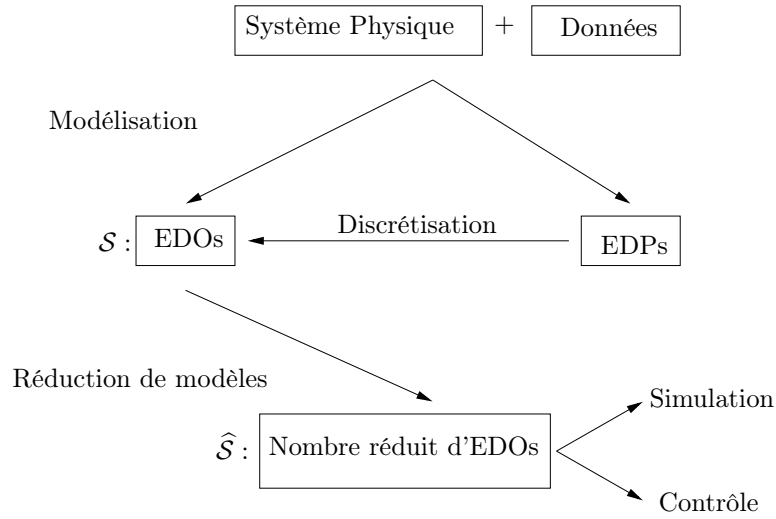 Système Physique + Données
Modélisation
𝒮 : EDOs
Discrétisation
EDPs
Réduction de modèles
𝒮̂ : Nombre réduit d'EDOs
Simulation
Contrôle